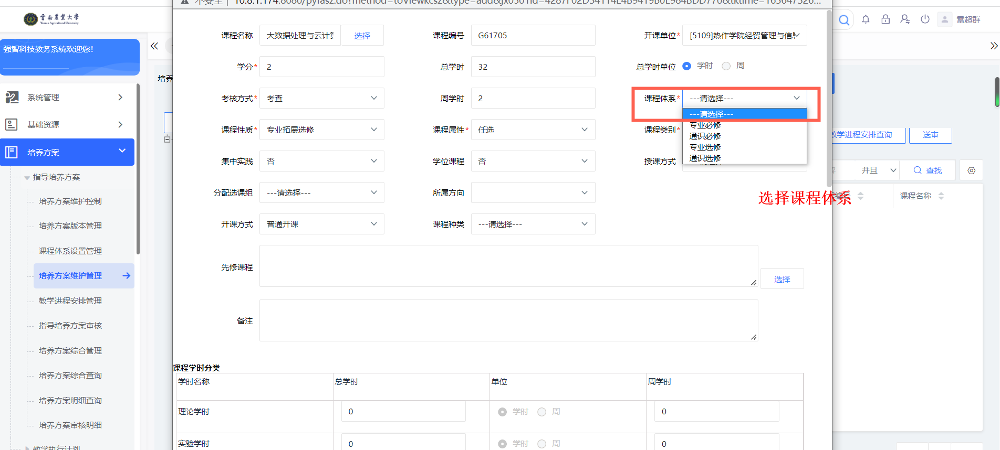 不安全 | 10.8.1.174:8080/pyfasz.do?method=toViewkcsz&type=add&jx0501id=4287F02D34114E4B9419B0E984BDD770&tktime=163647326...
雲南農業大學
Yunnan Agricultural University
雷超群
强智科技教务系统欢迎您!
系统管理
基础资源
培养方案
指导培养方案
培养方案维护控制
培养方案版本管理
课程体系设置管理
培养方案维护管理
教学进程安排管理
指导培养方案审核
培养方案综合管理
培养方案综合查询
培养方案明细查询
培养方案审核明细
教学执行计划
培养
课程名称 大数据处理与云计算 选择 课程编号 G61705 开课单位* [5109]热作学院经贸管理与信息
学分* 2 总学时 32 总学时单位 学时 周
考核方式* 考查 周学时 2 课程体系* ---请选择---
---请选择---
专业必修
通识必修
专业选修
通识选修
课程性质* 专业拓展选修 课程属性* 任选 课程类别*
集中实践 否 学位课程 否 授课方式
分配选课组 ---请选择--- 所属方向
开课方式 普通开课 课程种类 ---请选择---
选择课程体系
先修课程 选择
备注
课程学时分类
学时名称 总学时 单位 周学时
理论学时 0 学时 周 0
实验学时 0 学时 周 0
教学进程安排查询 送审
并且 查找
课程名称